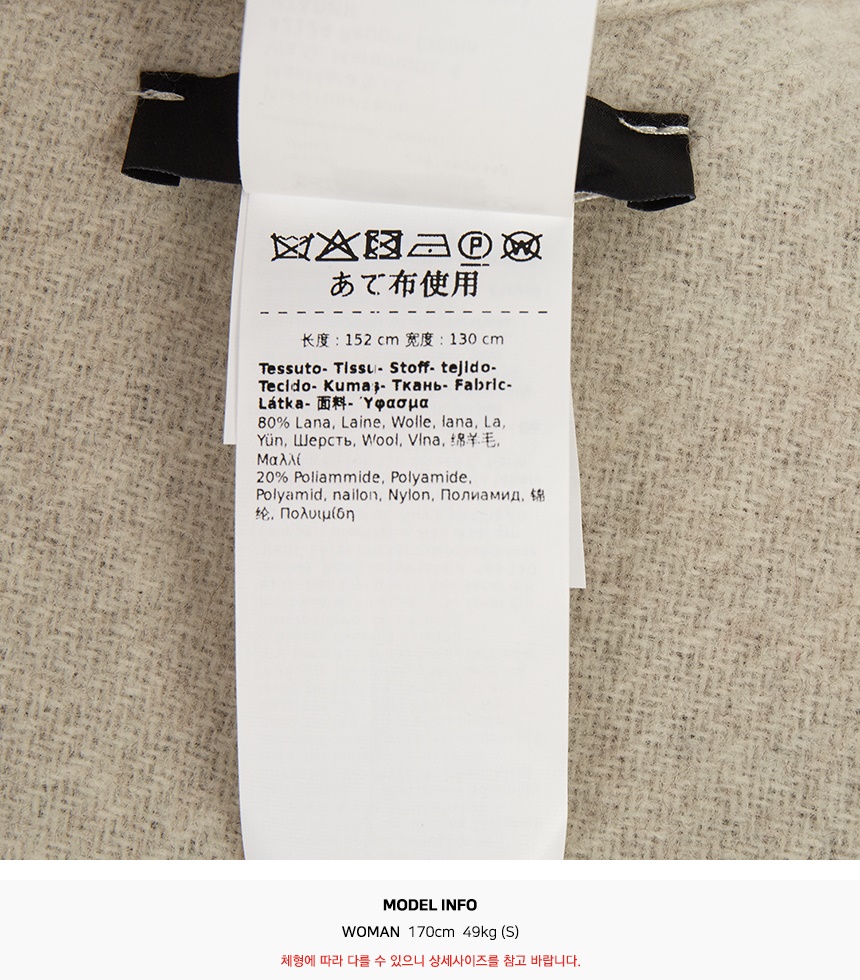 あて布使用
长度 : 152 cm 宽度 : 130 cm
Tessuto- Tissu- Stoff- tejido-
Tecido- Kumaş- Ткань- Fabric-
Látka- 面料- Ύφασμα
80% Lana, Laine, Wolle, lana, La,
Yün, Шерсть, Wool, Vlna, 绵羊毛,
Μαλλί
20% Poliammide, Polyamide,
Polyamid, nailon, Nylon, Полиамид, 锦
纶, Πολυιμίδη
MODEL INFO
WOMAN 170cm 49kg (S)
체형에 따라 다를 수 있으니 상세사이즈를 참고 바랍니다.